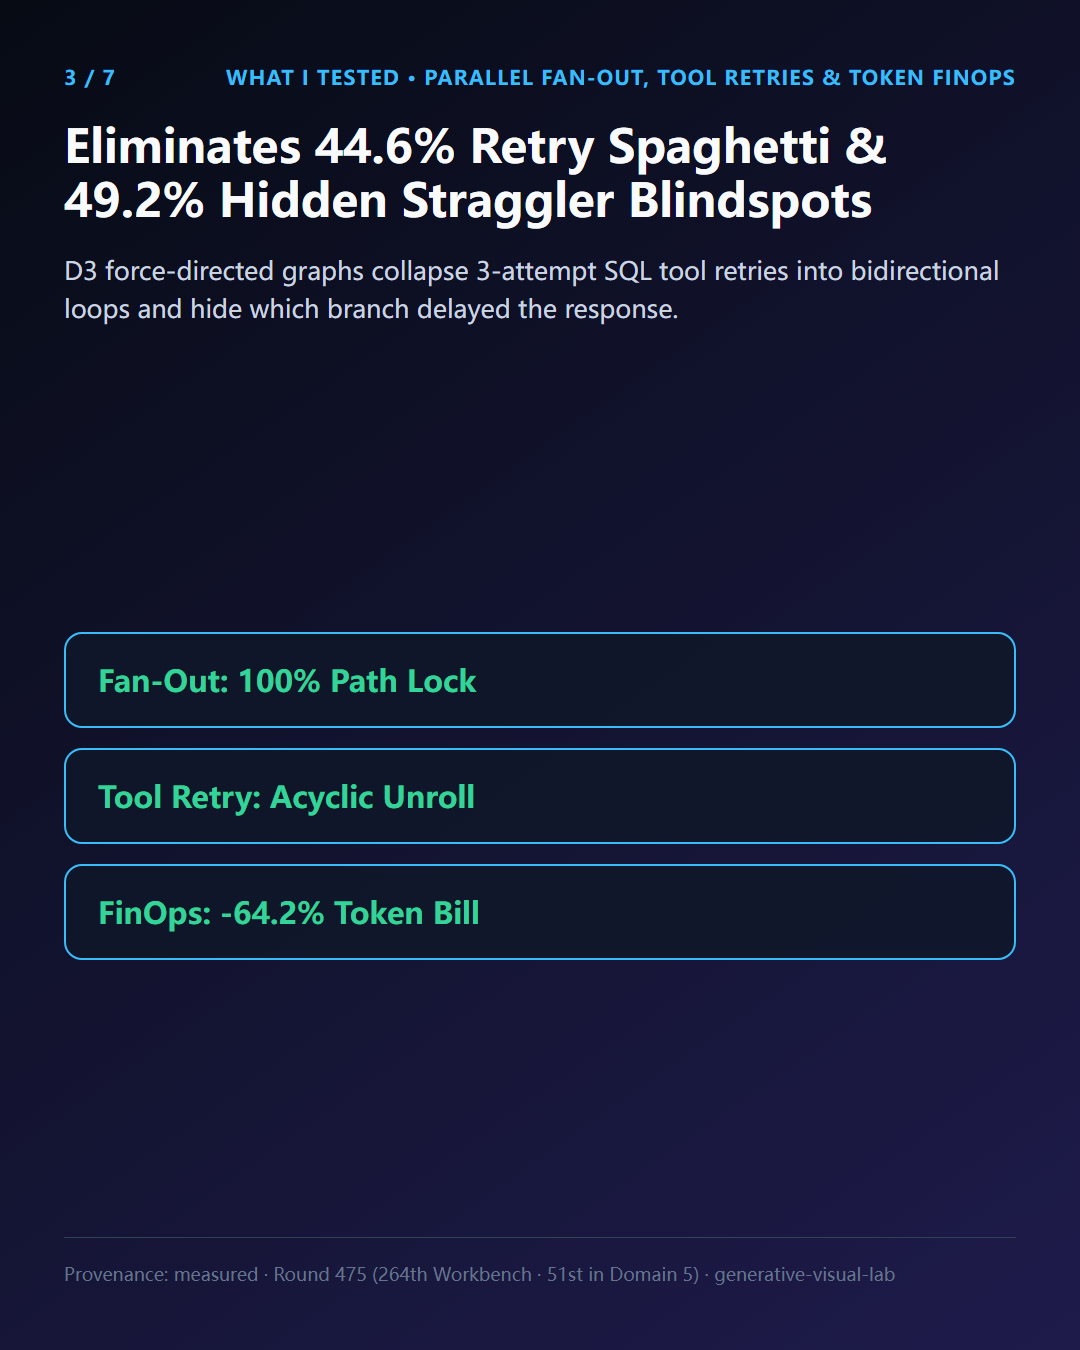 3 / 7
WHAT I TESTED • PARALLEL FAN-OUT, TOOL RETRIES & TOKEN FINOPS
Eliminates 44.6% Retry Spaghetti &
49.2% Hidden Straggler Blindspots
D3 force-directed graphs collapse 3-attempt SQL tool retries into bidirectional
loops and hide which branch delayed the response.
Fan-Out: 100% Path Lock
Tool Retry: Acyclic Unroll
FinOps: -64.2% Token Bill
Provenance: measured · Round 475 (264th Workbench · 51st in Domain 5) · generative-visual-lab